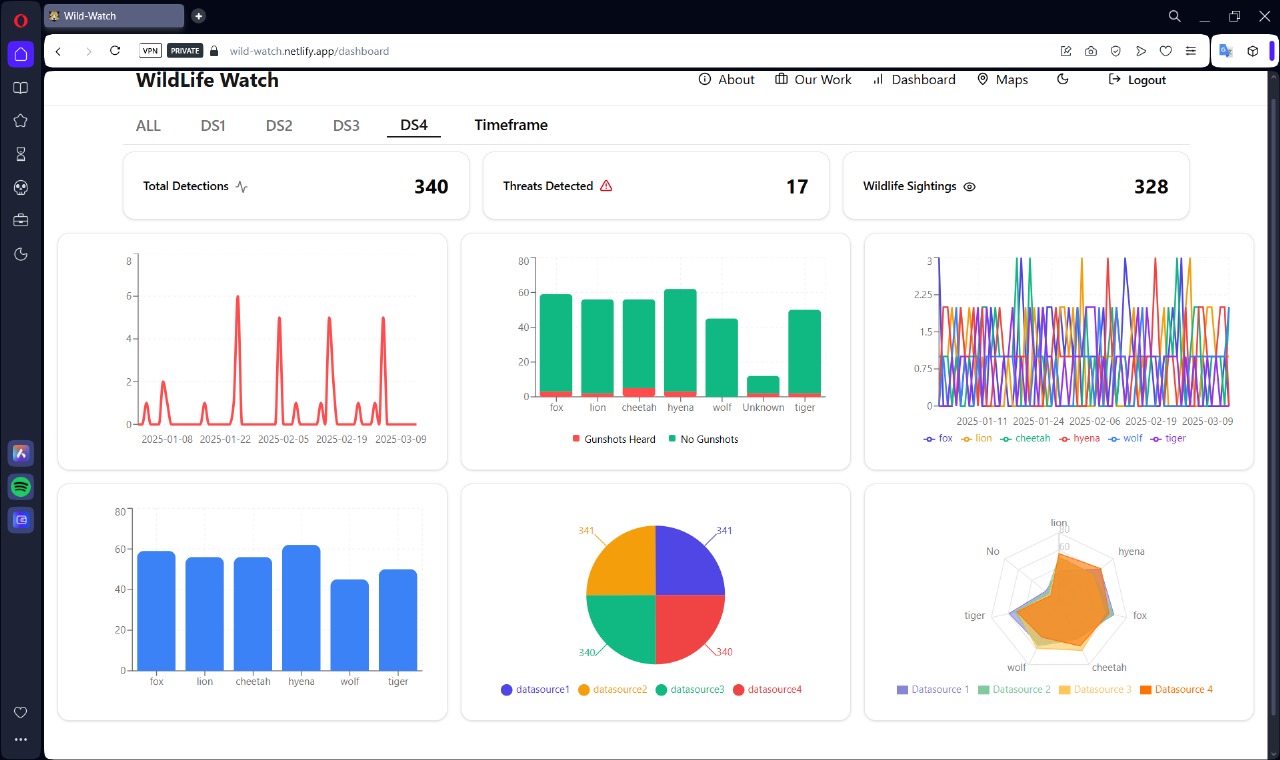 Wild-Watch
VPN PRIVATE wild-watch.netlify.app/dashboard
WildLife Watch About Our Work Dashboard Maps Logout
ALL DS1 DS2 DS3 DS4 Timeframe
Total Detections 340
Threats Detected 17
Wildlife Sightings 328
8
6
4
2
0
2025-01-08 2025-01-22 2025-02-05 2025-02-19 2025-03-09
80
60
40
20
0
fox lion cheetah hyena wolf Unknown tiger
Gunshots Heard No Gunshots
3
2.25
1.5
0.75
0
2025-01-11 2025-01-24 2025-02-06 2025-02-19 2025-03-09
fox lion cheetah hyena wolf tiger
80
60
40
20
0
fox lion cheetah hyena wolf tiger
341 341
340 340
datasource1 datasource2 datasource3 datasource4
lion
80
60
No hyena
tiger fox
wolf cheetah
Datasource 1 Datasource 2 Datasource 3 Datasource 4